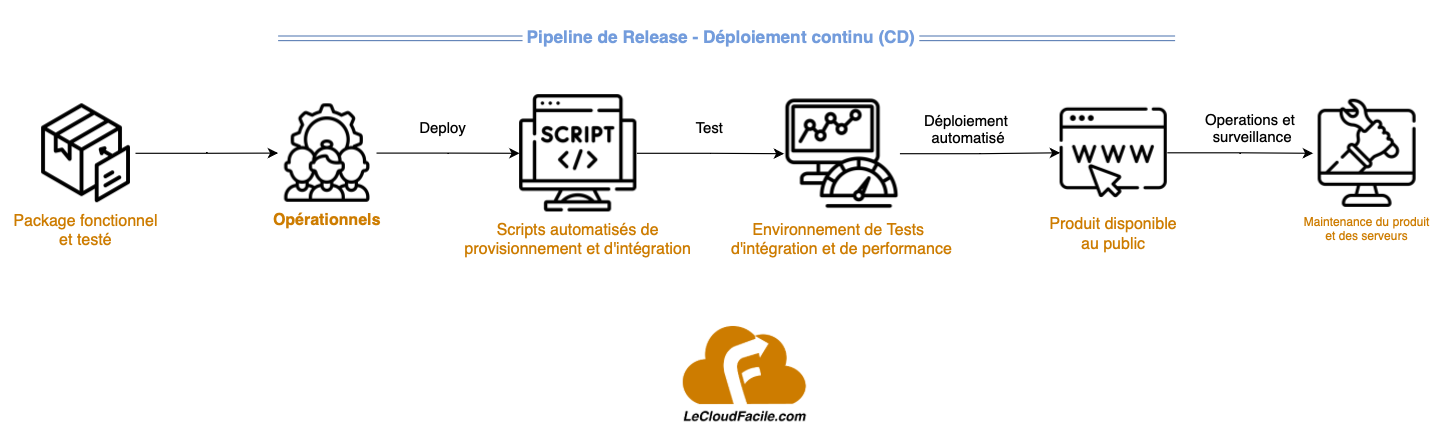 Pipeline de Release - Déploiement continu (CD)
Deploy
Test
Déploiement
automatisé
Operations et
surveillance
SCRIPT
</>
WWW
Package fonctionnel
et testé
Opérationnels
Scripts automatisés de
provisionnement et d'intégration
Environnement de Tests
d'intégration et de performance
Produit disponible
au public
Maintenance du produit
et des serveurs
F
LeCloudFacile.com